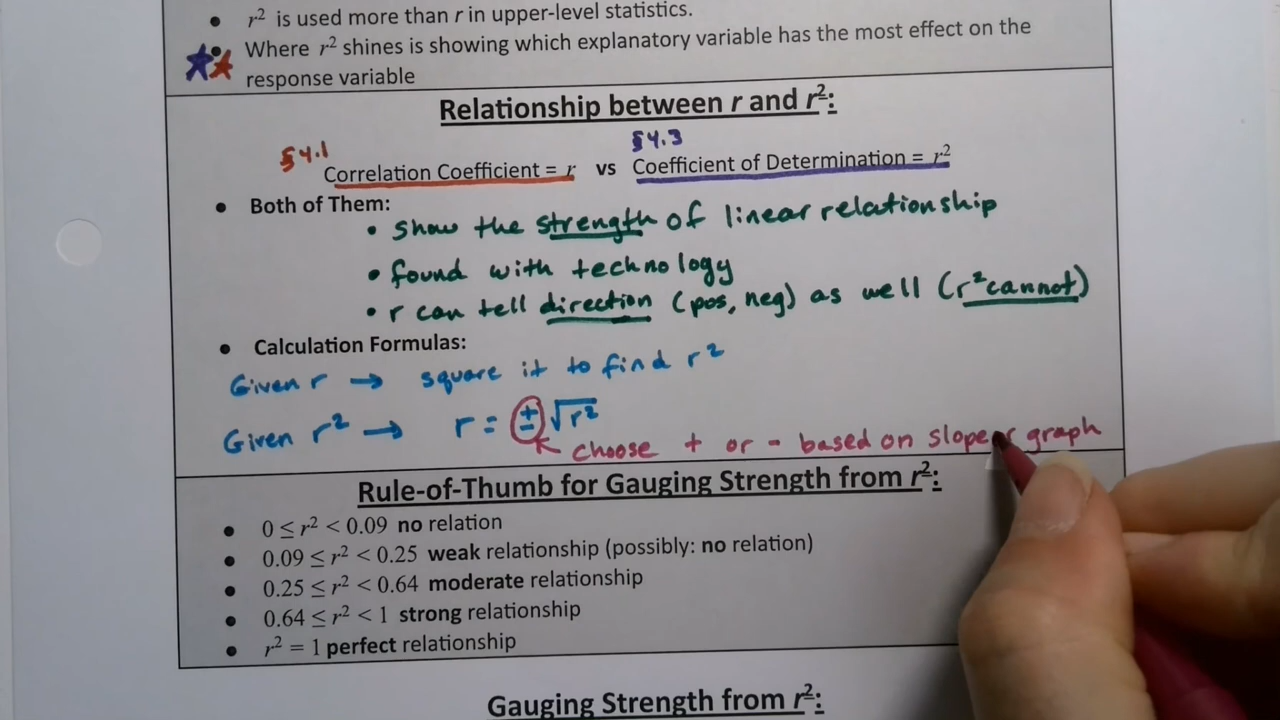 • r² is used more than r in upper-level statistics.
• Where r² shines is showing which explanatory variable has the most effect on the
response variable
Relationship between r and r²:
§4.1 §4.3
Correlation Coefficient = r vs Coefficient of Determination = r²
• Both of Them:
• show the strength of linear relationship
• found with technology
• r can tell direction (pos, neg) as well (r² cannot)
• Calculation Formulas:
Given r → square it to find r²
Given r² → r = ±√r²
choose + or - based on slope graph
Rule-of-Thumb for Gauging Strength from r²:
• 0 ≤ r² < 0.09 no relation
• 0.09 ≤ r² < 0.25 weak relationship (possibly: no relation)
• 0.25 ≤ r² < 0.64 moderate relationship
• 0.64 ≤ r² < 1 strong relationship
• r² = 1 perfect relationship
Gauging Strength from r²: